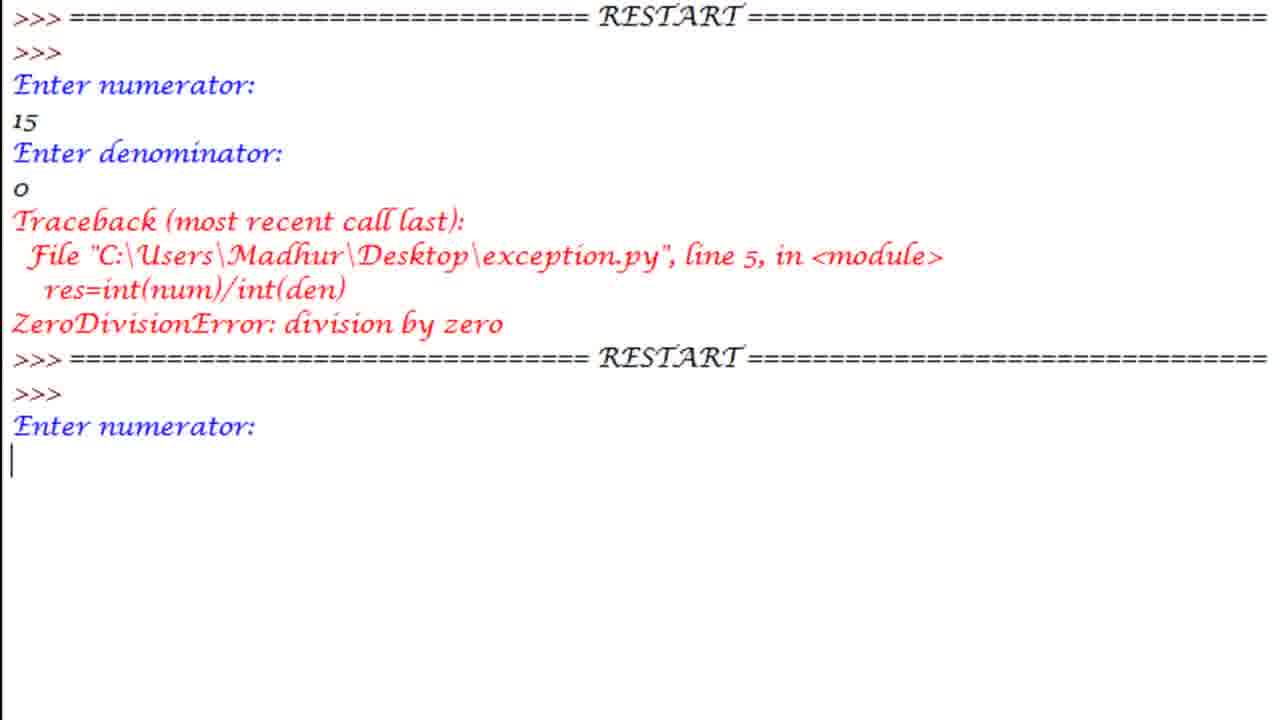 >>> ================================ RESTART ================================
>>>
Enter numerator:
15
Enter denominator:
0
Traceback (most recent call last):
  File "C:\Users\Madhur\Desktop\exception.py", line 5, in <module>
    res=int(num)/int(den)
ZeroDivisionError: division by zero
>>> ================================ RESTART ================================
>>>
Enter numerator: